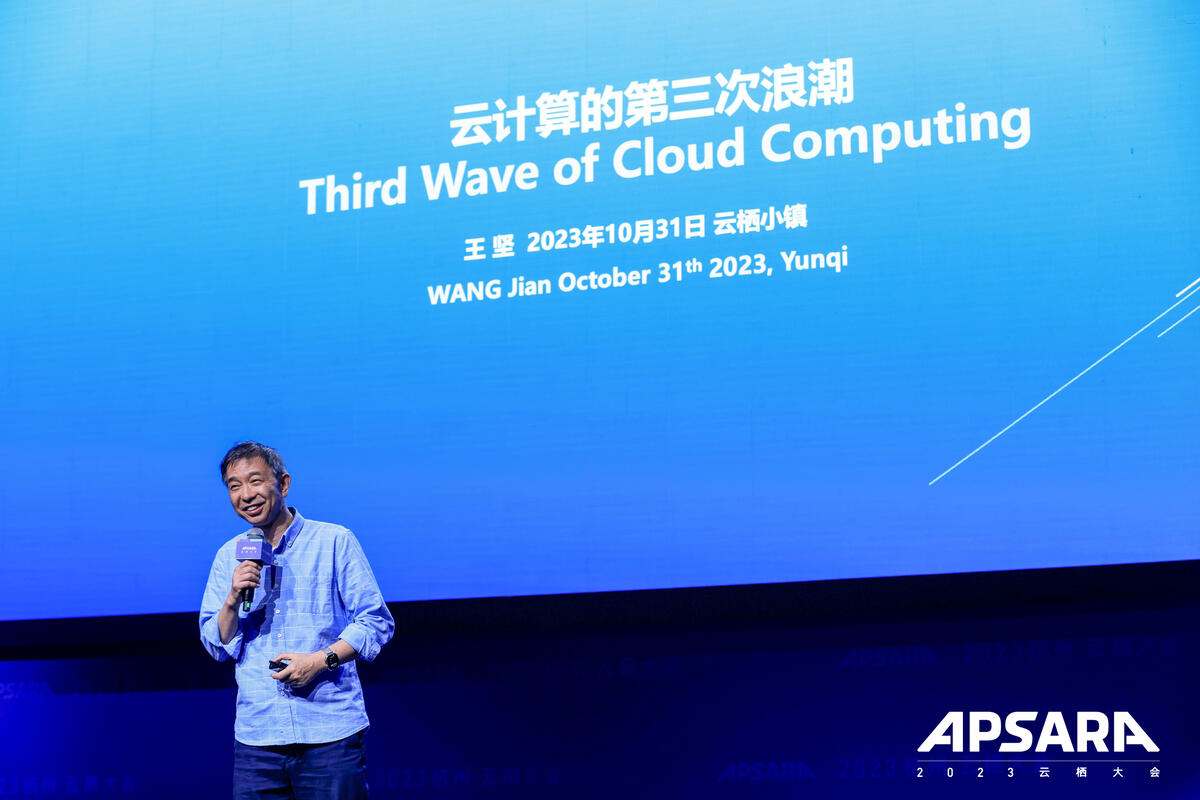 云计算的第三次浪潮
Third Wave of Cloud Computing
王 坚 2023年10月31日 云栖小镇
WANG Jian October 31th 2023, Yunqi
APSARA
APSARA
2023云栖大会